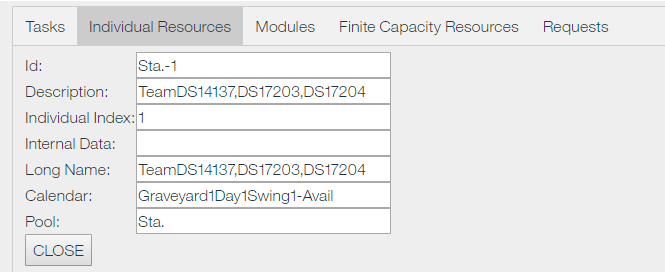 Tasks Individual Resources Modules Finite Capacity Resources Requests
Id: Sta.-1
Description: TeamDS14137,DS17203,DS17204
Individual Index: 1
Internal Data:
Long Name: TeamDS14137,DS17203,DS17204
Calendar: Graveyard1Day1Swing1-Avail
Pool: Sta.
CLOSE